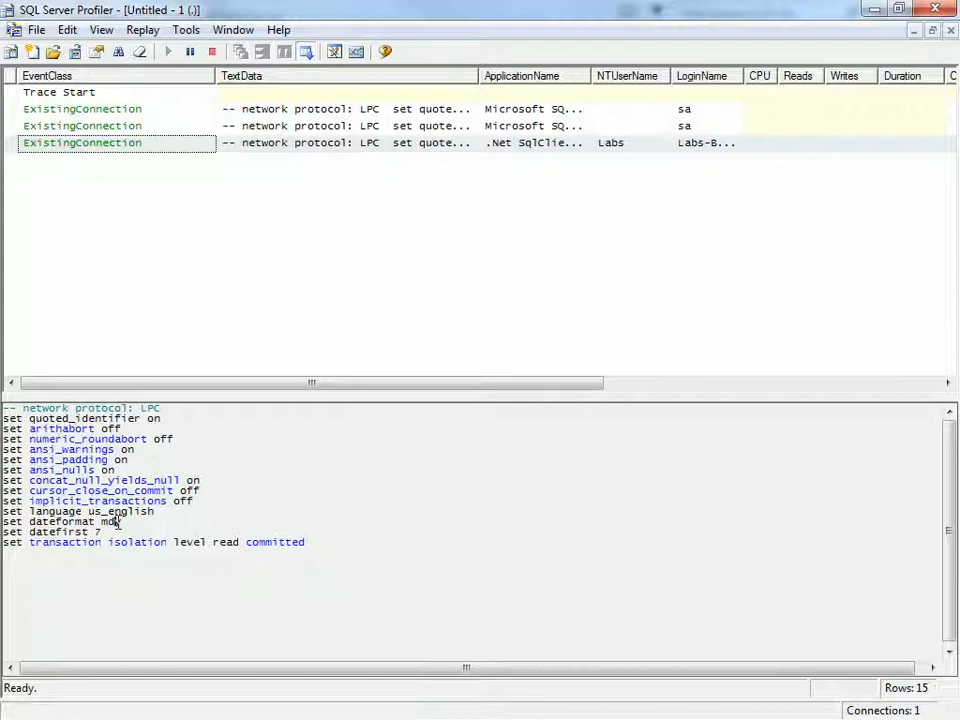 SQL Server Profiler - [Untitled - 1 (.)]
File Edit View Replay Tools Window Help
EventClass TextData ApplicationName NTUserName LoginName CPU Reads Writes Duration C
Trace Start
ExistingConnection -- network protocol: LPC set quote... Microsoft SQ... sa
ExistingConnection -- network protocol: LPC set quote... Microsoft SQ... sa
ExistingConnection -- network protocol: LPC set quote... .Net SqlClie... Labs Labs-B...
-- network protocol: LPC
set quoted_identifier on
set arithabort off
set numeric_roundabort off
set ansi_warnings on
set ansi_padding on
set ansi_nulls on
set concat_null_yields_null on
set cursor_close_on_commit off
set implicit_transactions off
set language us_english
set dateformat mdy
set datefirst 7
set transaction isolation level read committed
Ready. Rows: 15
Connections: 1